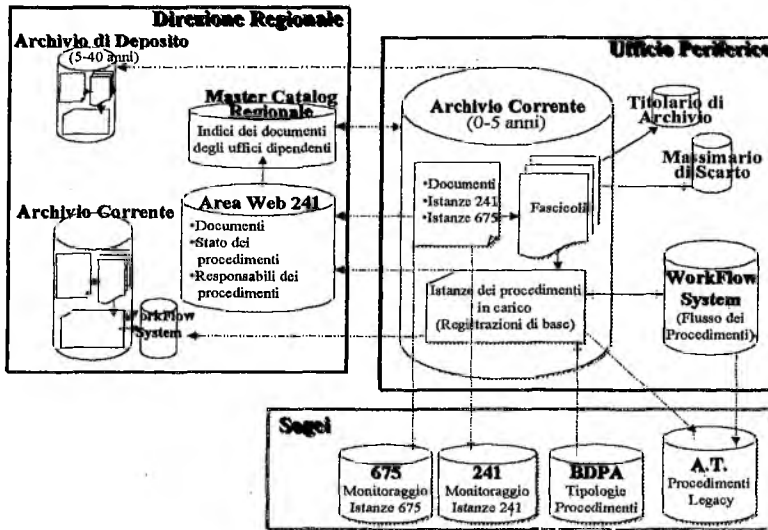 Direzione Regionale
Archivio di Deposito
(5-40 anni)
Master Catalog
Regionale
Indici dei documenti
degli uffici dipendenti
Archivio Corrente
Area Web 241
•Documenti
•Stato dei
procedimenti
•Responsabili dei
procedimenti
WorkFlow
System
Ufficio Periferico
Archivio Corrente
(0-5 anni)
Titolario di
Archivio
Massimario
di Scarto
•Documenti
•Istanze 241
•Istanze 675
Fascicoli
Istanze dei procedimenti
in carico
(Registrazioni di base)
WorkFlow
System
(Flusso dei
Procedimenti)
Sogei
675
Monitoraggio
Istanze 675
241
Monitoraggio
Istanze 241
BDPA
Tipologie
Procedimenti
A.T.
Procedimenti
Legacy